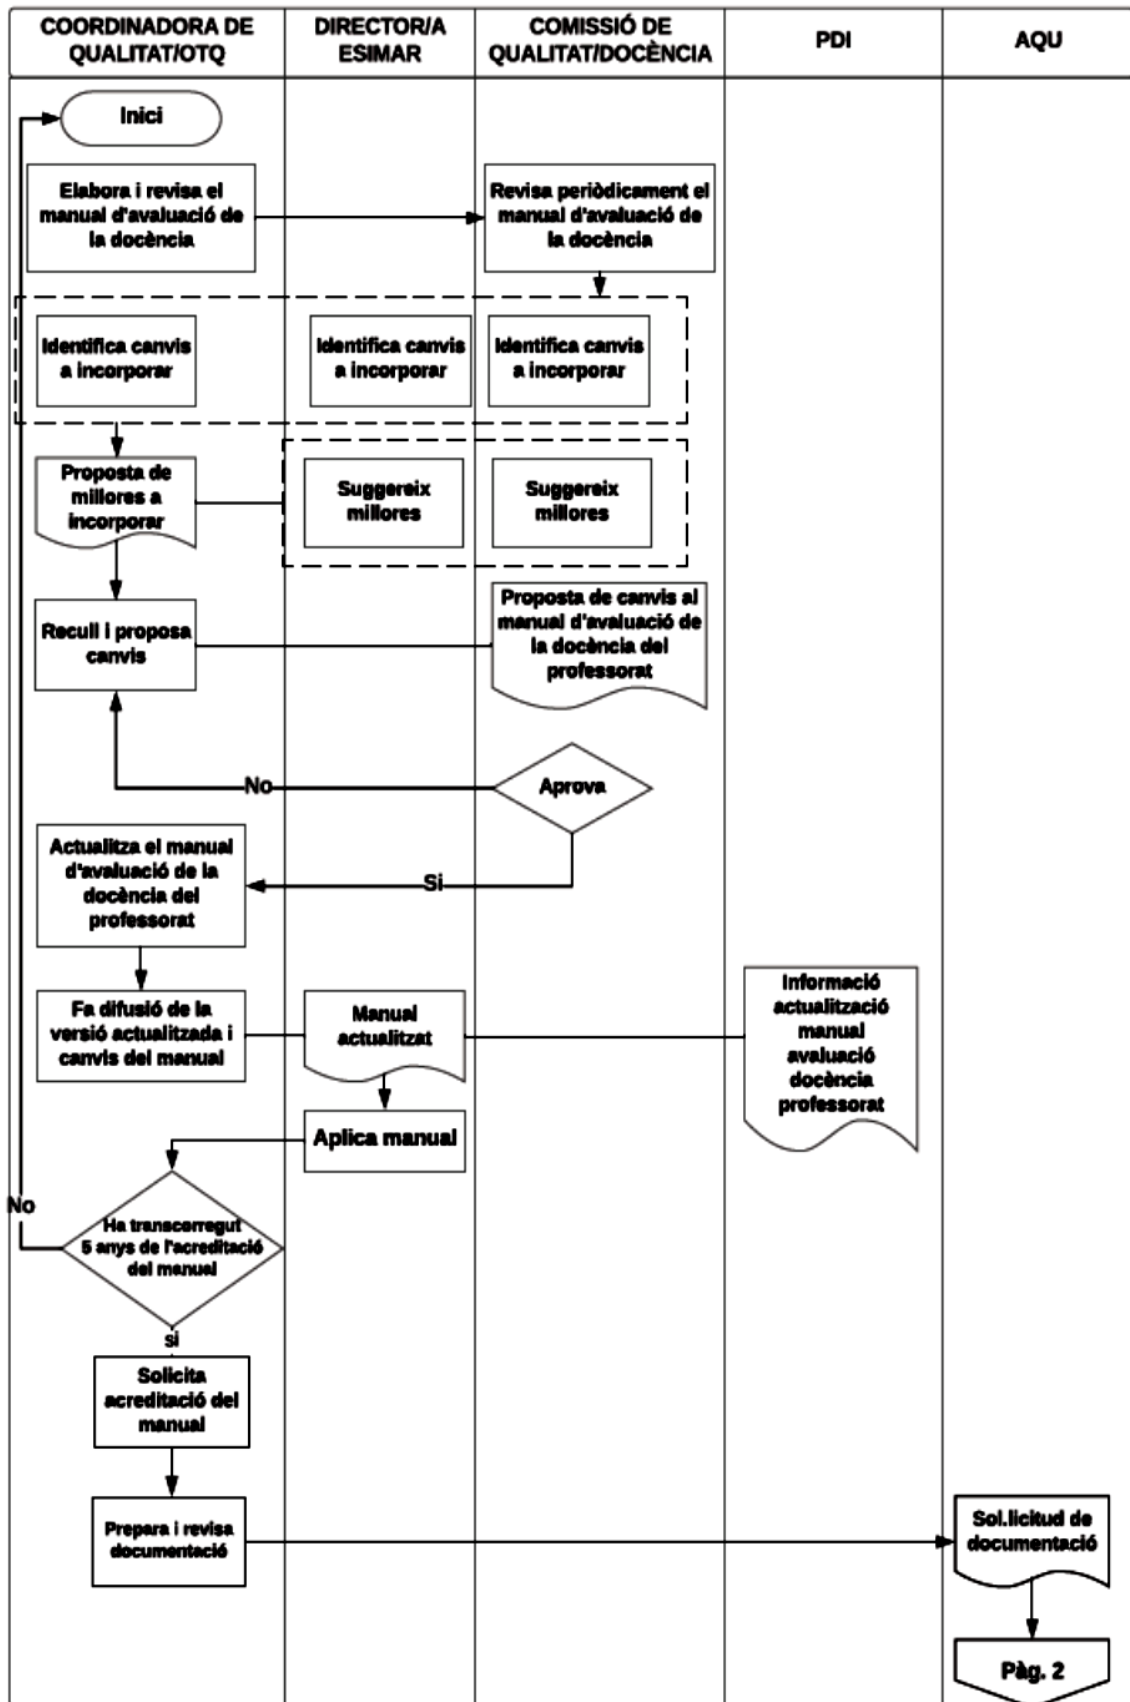 COORDINADORA DE
QUALITAT/OTQ
DIRECTOR/A
ESIMAR
COMISSIÓ DE
QUALITAT/DOCÈNCIA
PDI
AQU
Inici
Elabora i revisa el
manual d'avaluació de
la docència
Revisa periòdicament el
manual d'avaluació de
la docència
Identifica canvis
a incorporar
Identifica canvis
a incorporar
Identifica canvis
a incorporar
Proposta de
millores a
incorporar
Suggereix
millores
Suggereix
millores
Recull i proposa
canvis
Proposta de canvis al
manual d'avaluació de
la docència del
professorat
No
Aprova
Actualitza el manual
d'avaluació de la
docència del
professorat
Si
Fa difusió de la
versió actualitzada i
canvis del manual
Manual
actualitzat
Informació
actualització
manual
avaluació
docència
professorat
Aplica manual
No
Ha transcorregut
5 anys de l'acreditació
del manual
si
Solicita
acreditació del
manual
Prepara i revisa
documentació
Sol.licitud de
documentació
Pàg. 2